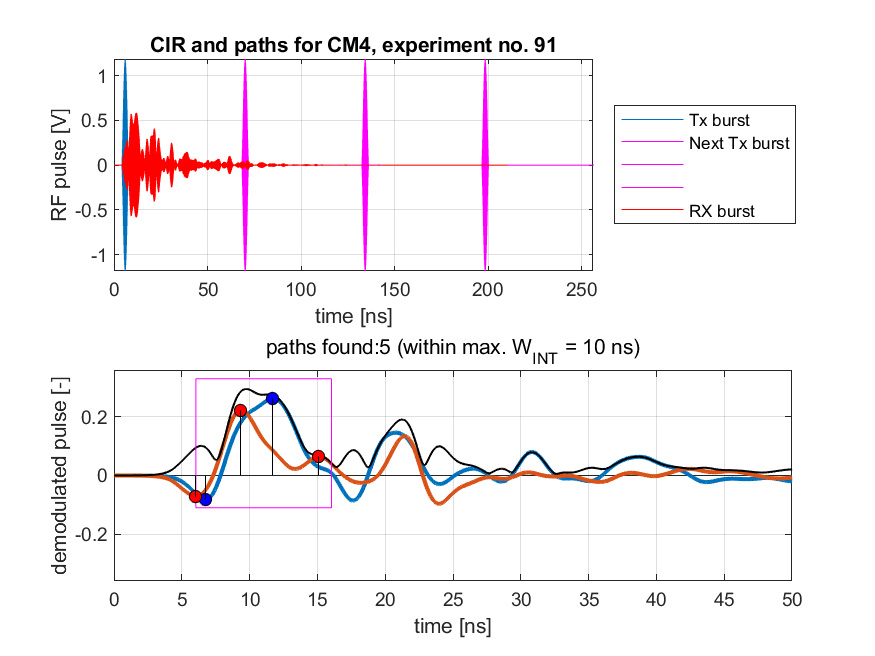 CIR and paths for CM4, experiment no. 91
1
0.5
0
-0.5
-1
RF pulse [V]
0 50 100 150 200 250
time [ns]
Tx burst
Next Tx burst
RX burst
paths found:5 (within max. W_INT = 10 ns)
0.2
0
-0.2
demodulated pulse [-]
0 5 10 15 20 25 30 35 40 45 50
time [ns]